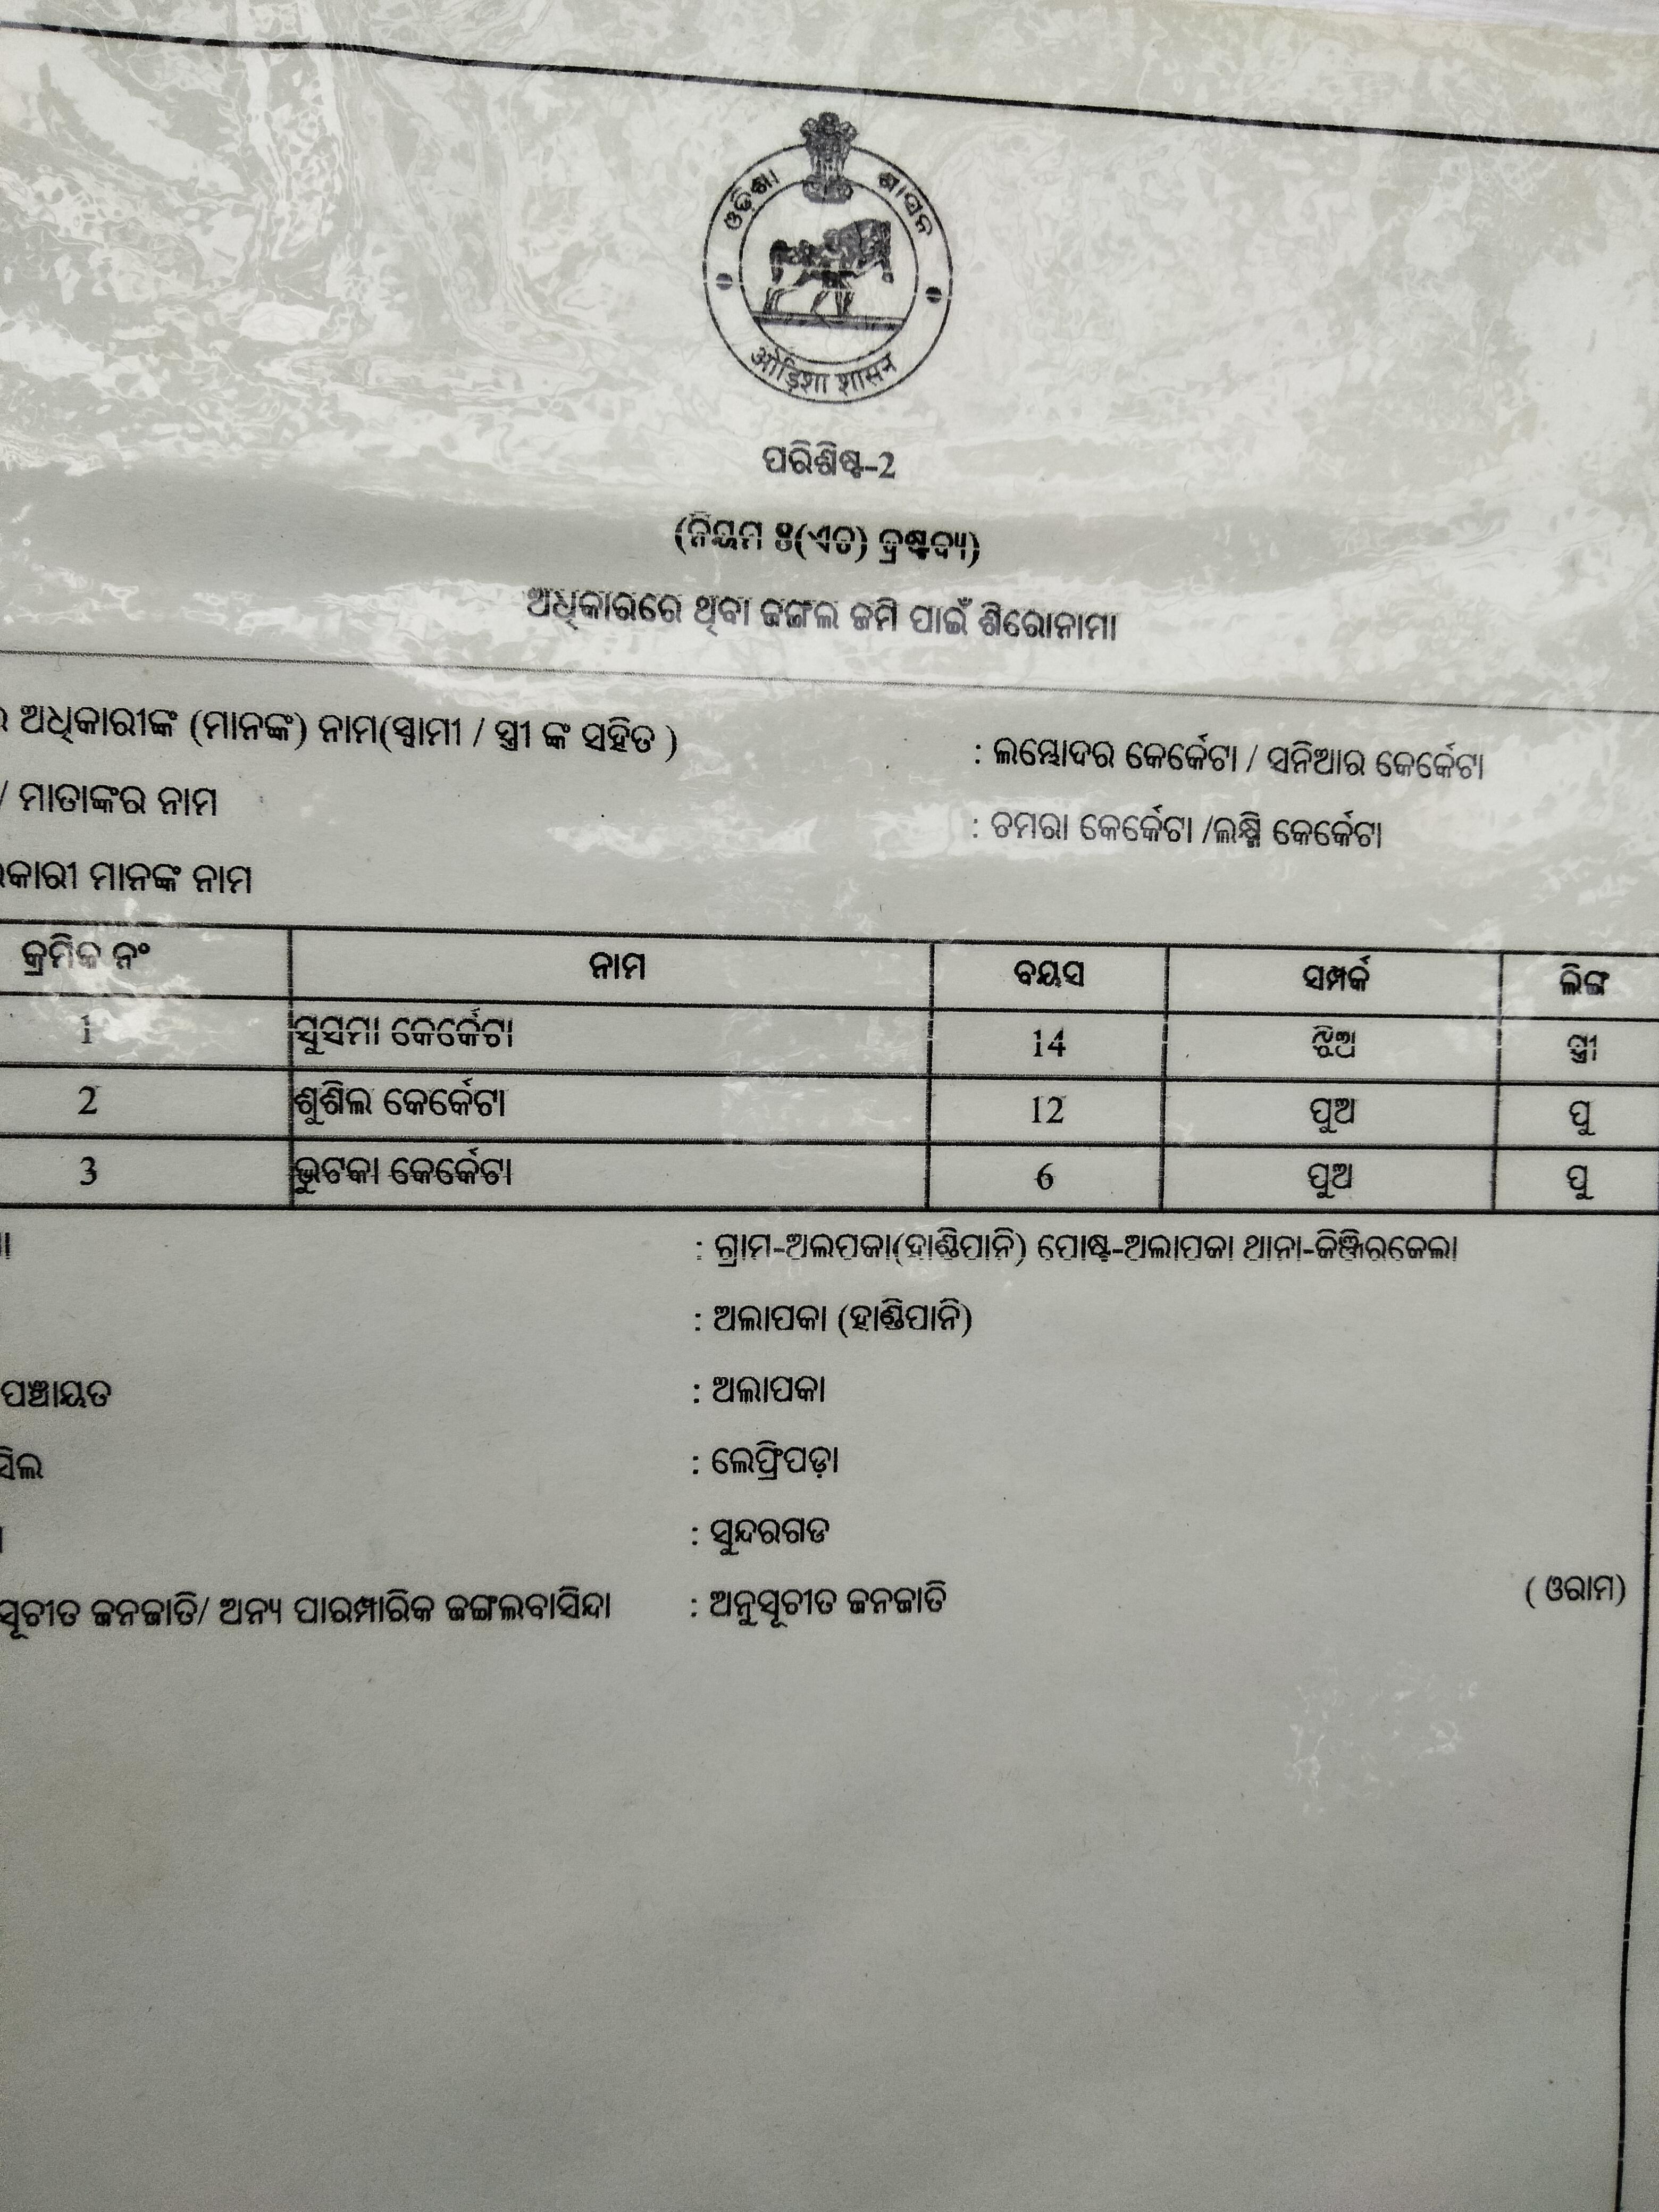 ଓଡ଼ିଶା ଶାସନ
ओड़िशा शासन
ପରିଶିଷ୍ଟ-2
(ନିୟମ ୫(ଏଚ) ଦ୍ରଷ୍ଟବ୍ୟ)
ଅଧିକାରରେ ଥିବା ଜଙ୍ଗଲ ଜମି ପାଇଁ ଶିରୋନାମା
ଅଧିକାରୀଙ୍କ (ମାନଙ୍କ) ନାମ(ସ୍ୱାମୀ / ସ୍ତ୍ରୀ ଙ୍କ ସହିତ ) : ଲମ୍ଭୋଦର କେର୍କେଟା / ସନିଆର କେର୍କେଟା
/ ମାତାଙ୍କର ନାମ : ଚମରା କେର୍କେଟା /ଲକ୍ଷ୍ମି କେର୍କେଟା
ମାନଙ୍କ ନାମ
କ୍ରମିକ ନଂ ନାମ ବୟସ ସମ୍ପର୍କ ଲିଙ୍ଗ
1 ସୁସମା କେର୍କେଟା 14 ଝିଅ ସ୍ତ୍ରୀ
2 ଶୁଶିଲ କେର୍କେଟା 12 ପୁଅ ପୁ
3 ଭୁଟକା କେର୍କେଟା 6 ପୁଅ ପୁ
: ଗ୍ରାମ-ଅଲପକା(ହାଣ୍ଡିପାନି) ପୋଷ୍ଟ-ଅଲାପକା ଥାନା-କିଞ୍ଜିରକେଲା
: ଅଲାପକା (ହାଣ୍ଡିପାନି)
ପଞ୍ଚାୟତ : ଅଲାପକା
: ଲେଫ୍ରିପଡ଼ା
: ସୁନ୍ଦରଗଡ
ସୂଚୀତ ଜନଜାତି/ ଅନ୍ୟ ପାରମ୍ପାରିକ ଜଙ୍ଗଲବାସିନ୍ଦା : ଅନୁସୂଚୀତ ଜନଜାତି ( ଓରାମ)